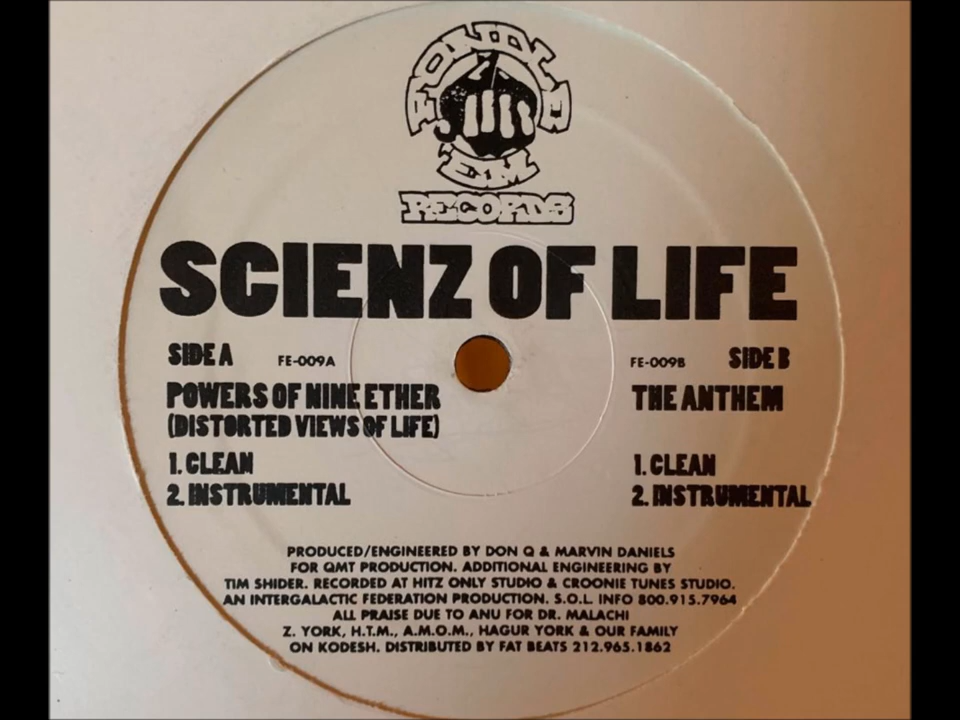 FONDLE
'EM
RECORDS
SCIENZ OF LIFE
SIDE A FE-009A
POWERS OF NINE ETHER
(DISTORTED VIEWS OF LIFE)
1. CLEAN
2. INSTRUMENTAL
FE-009B SIDE B
THE ANTHEM
1. CLEAN
2. INSTRUMENTAL
PRODUCED/ENGINEERED BY DON Q & MARVIN DANIELS
FOR QMT PRODUCTION. ADDITIONAL ENGINEERING BY
TIM SHIDER. RECORDED AT HITZ ONLY STUDIO & CROONIE TUNES STUDIO.
AN INTERGALACTIC FEDERATION PRODUCTION. S.O.L. INFO 800.915.7964
ALL PRAISE DUE TO ANU FOR DR. MALACHI
Z. YORK, H.T.M., A.M.O.M., HAGUR YORK & OUR FAMILY
ON KODESH. DISTRIBUTED BY FAT BEATS 212.965.1862